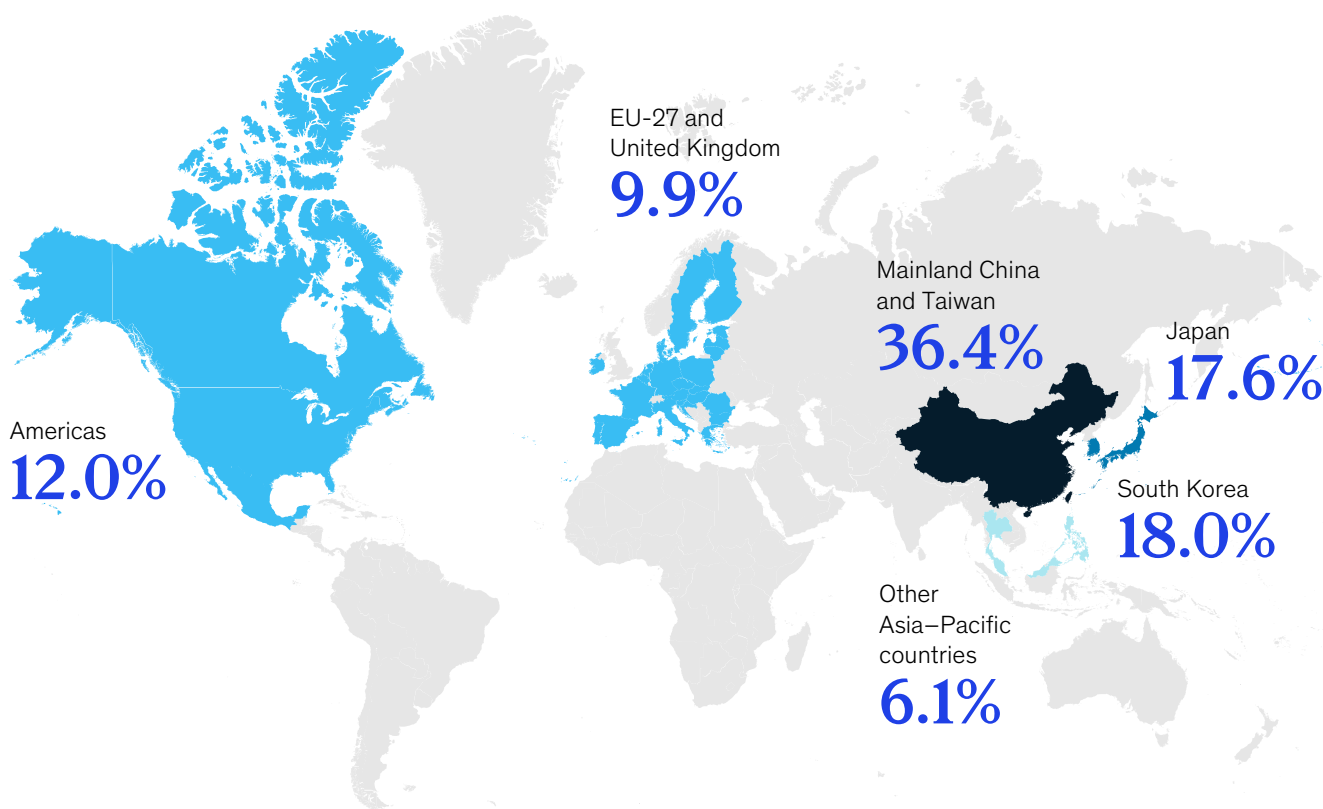 EU-27 and
United Kingdom
9.9%
Mainland China
and Taiwan
36.4%
Japan
17.6%
Americas
12.0%
South Korea
18.0%
Other
Asia–Pacific
countries
6.1%